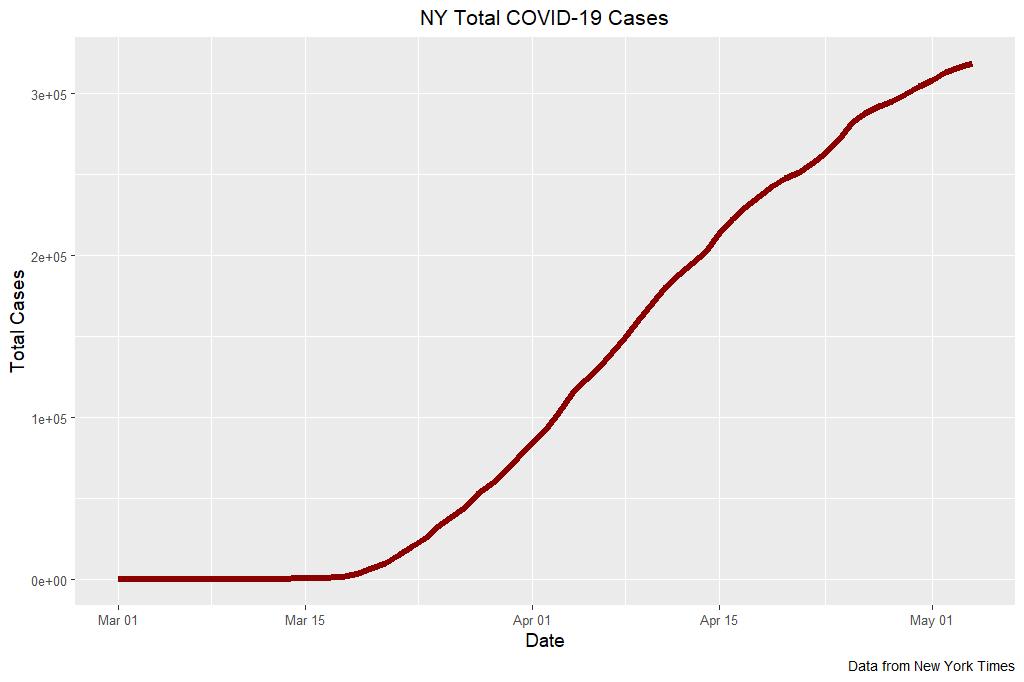 NY Total COVID-19 Cases
Total Cases
3e+05
2e+05
1e+05
0e+00
Mar 01 Mar 15 Apr 01 Apr 15 May 01
Date
Data from New York Times